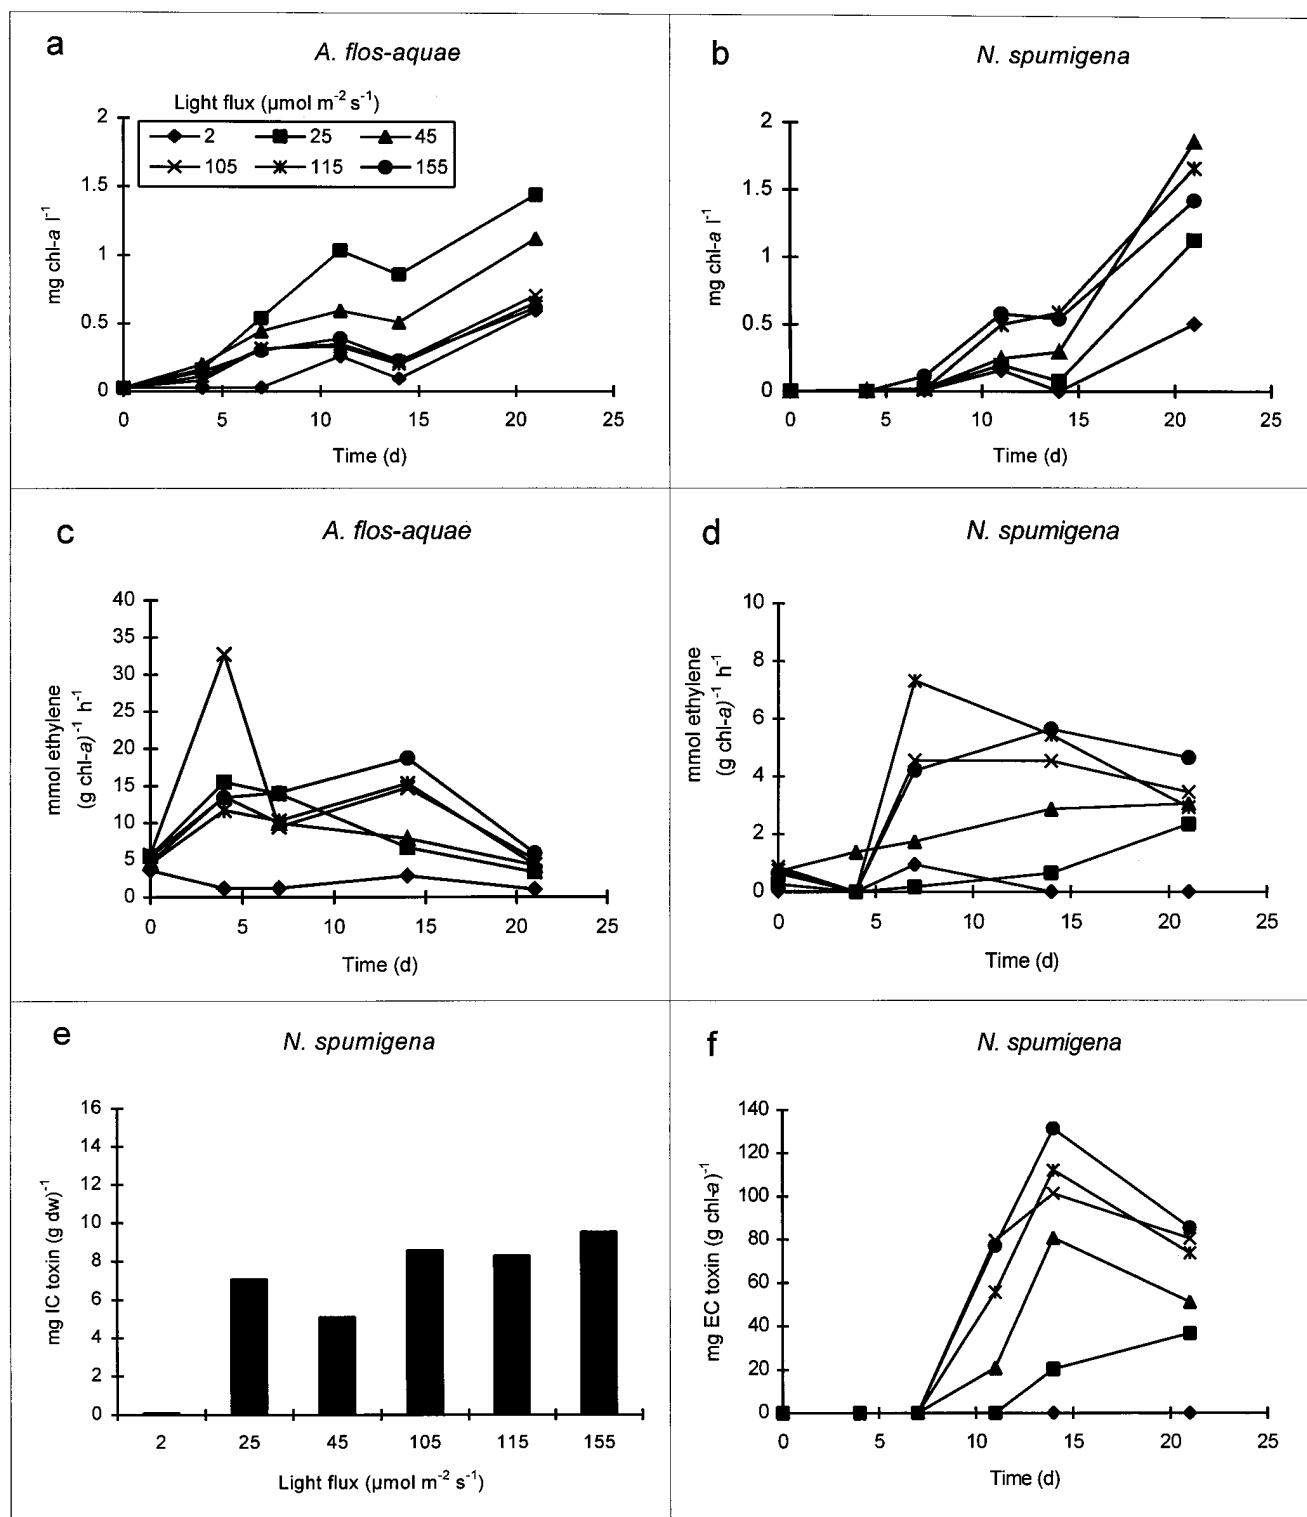 a
A. flos-aquae
Light flux (µmol m⁻² s⁻¹)
2 25 45
105 115 155
2
1.5
1
0.5
0
mg chl-a l⁻¹
0 5 10 15 20 25
Time (d)
b
N. spumigena
2
1.5
1
0.5
0
mg chl-a l⁻¹
0 5 10 15 20 25
Time (d)
c
A. flos-aquae
40
35
30
25
20
15
10
5
0
mmol ethylene
(g chl-a)⁻¹ h⁻¹
0 5 10 15 20 25
Time (d)
d
N. spumigena
10
8
6
4
2
0
mmol ethylene
(g chl-a)⁻¹ h⁻¹
0 5 10 15 20 25
Time (d)
e
N. spumigena
16
14
12
10
8
6
4
2
0
mg IC toxin (g dw)⁻¹
2 25 45 105 115 155
Light flux (µmol m⁻² s⁻¹)
f
N. spumigena
140
120
100
80
60
40
20
0
mg EC toxin (g chl-a)⁻¹
0 5 10 15 20 25
Time (d)